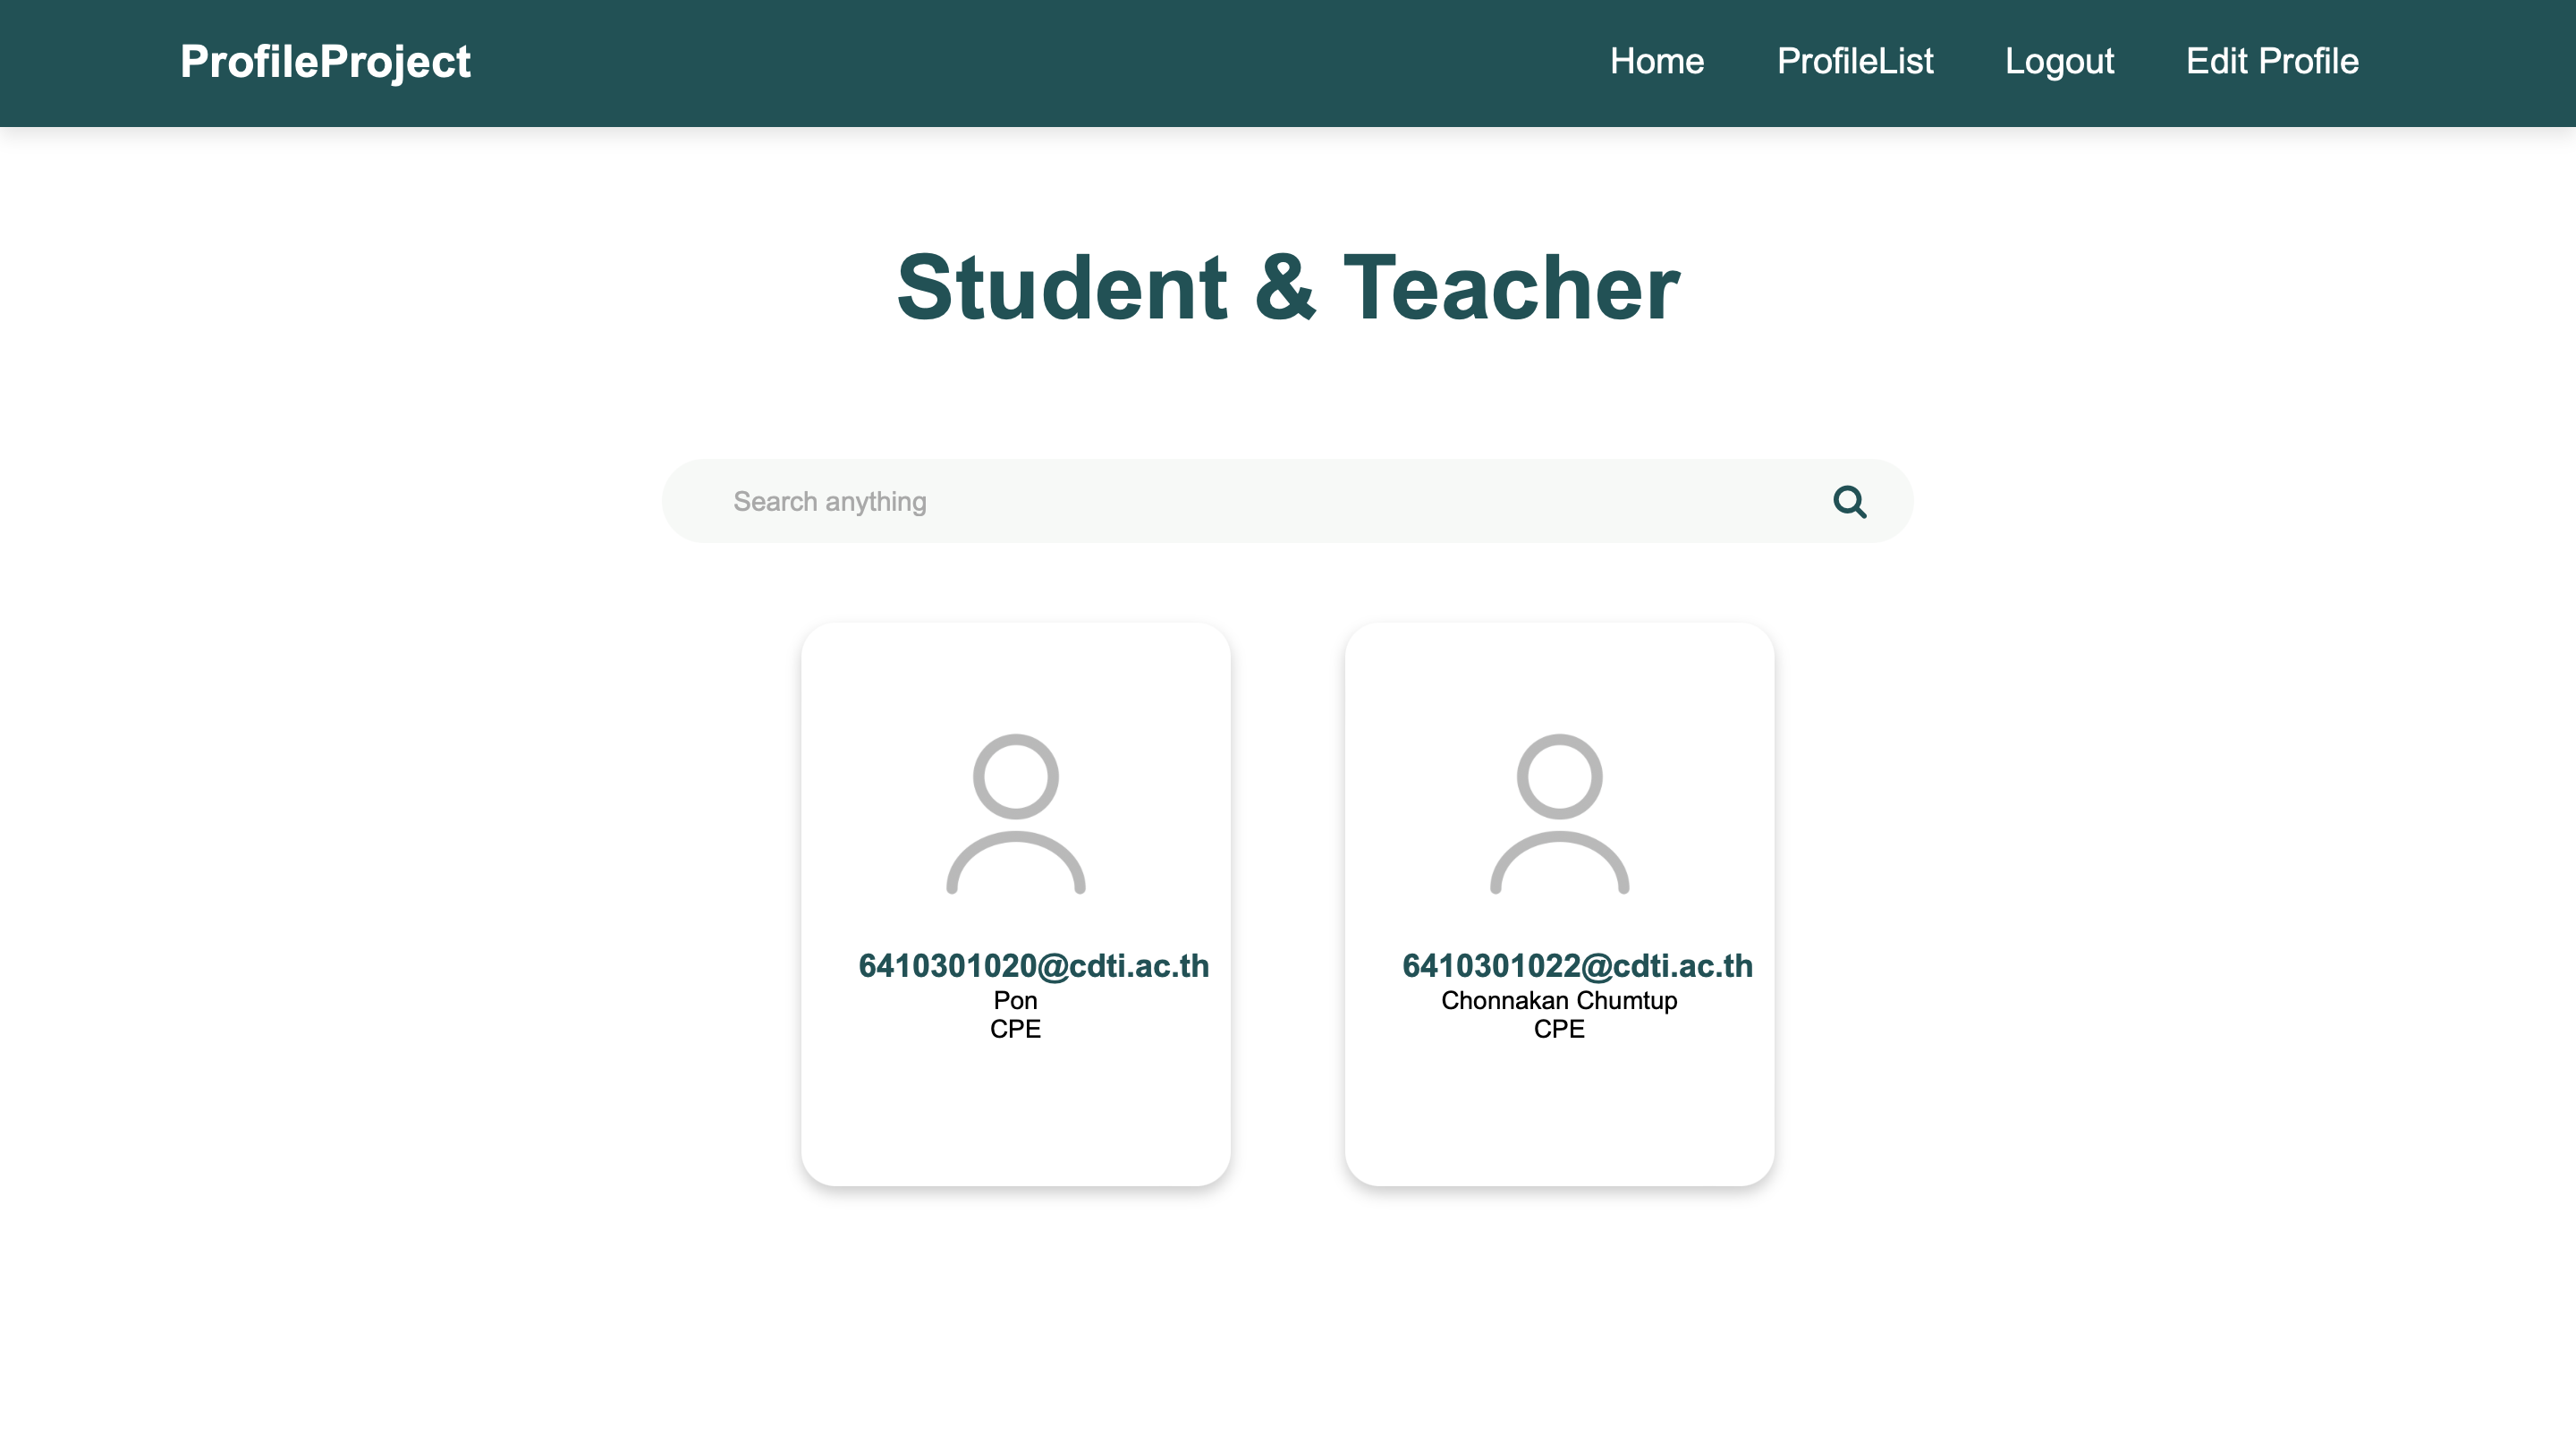 ProfileProject
Home ProfileList Logout Edit Profile
Student & Teacher
Search anything
6410301020@cdti.ac.th
Pon
CPE
6410301022@cdti.ac.th
Chonnakan Chumtup
CPE